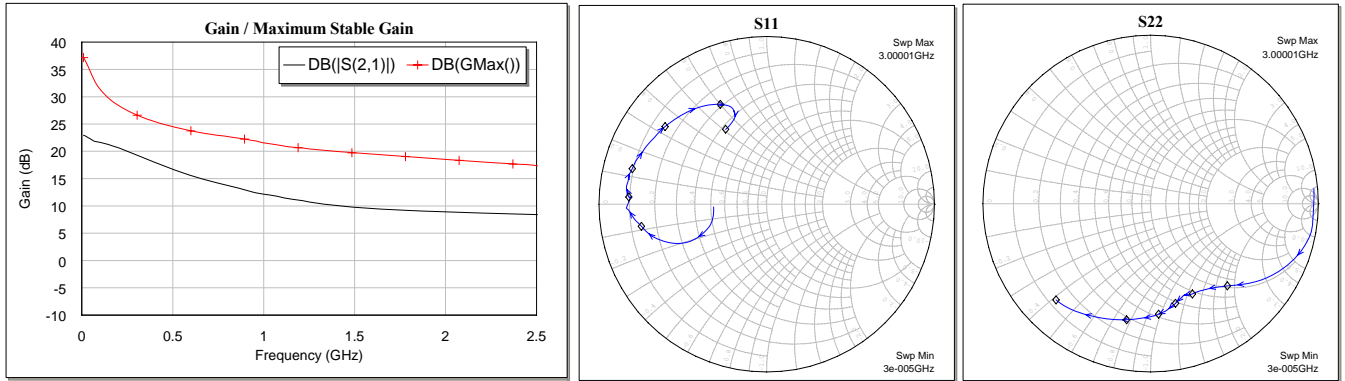 Gain / Maximum Stable Gain
DB(|S(2,1)|)
DB(GMax())
40
35
30
25
20
15
10
5
0
-5
-10
Gain (dB)
0
0.5
1
1.5
2
2.5
Frequency (GHz)
S11
Swp Max
3.00001GHz
Swp Min
3e-005GHz
S22
Swp Max
3.00001GHz
Swp Min
3e-005GHz